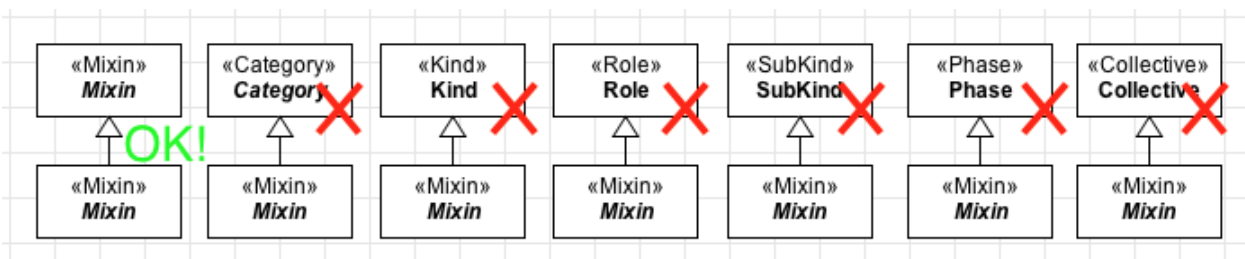 «Mixin» «Category» «Kind» «Role» «SubKind» «Phase» «Collective»
Mixin Category Kind Role SubKind Phase Collective
OK!
«Mixin» «Mixin» «Mixin» «Mixin» «Mixin» «Mixin» «Mixin»
Mixin Mixin Mixin Mixin Mixin Mixin Mixin